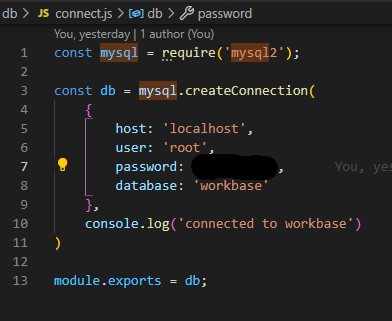 db > JS connect.js > db > password
You, yesterday | 1 author (You)
1 const mysql = require('mysql2');
2
3 const db = mysql.createConnection(
4 {
5 host: 'localhost',
6 user: 'root',
7 password: , You, yes
8 database: 'workbase'
9 },
10 console.log('connected to workbase')
11 )
12
13 module.exports = db;